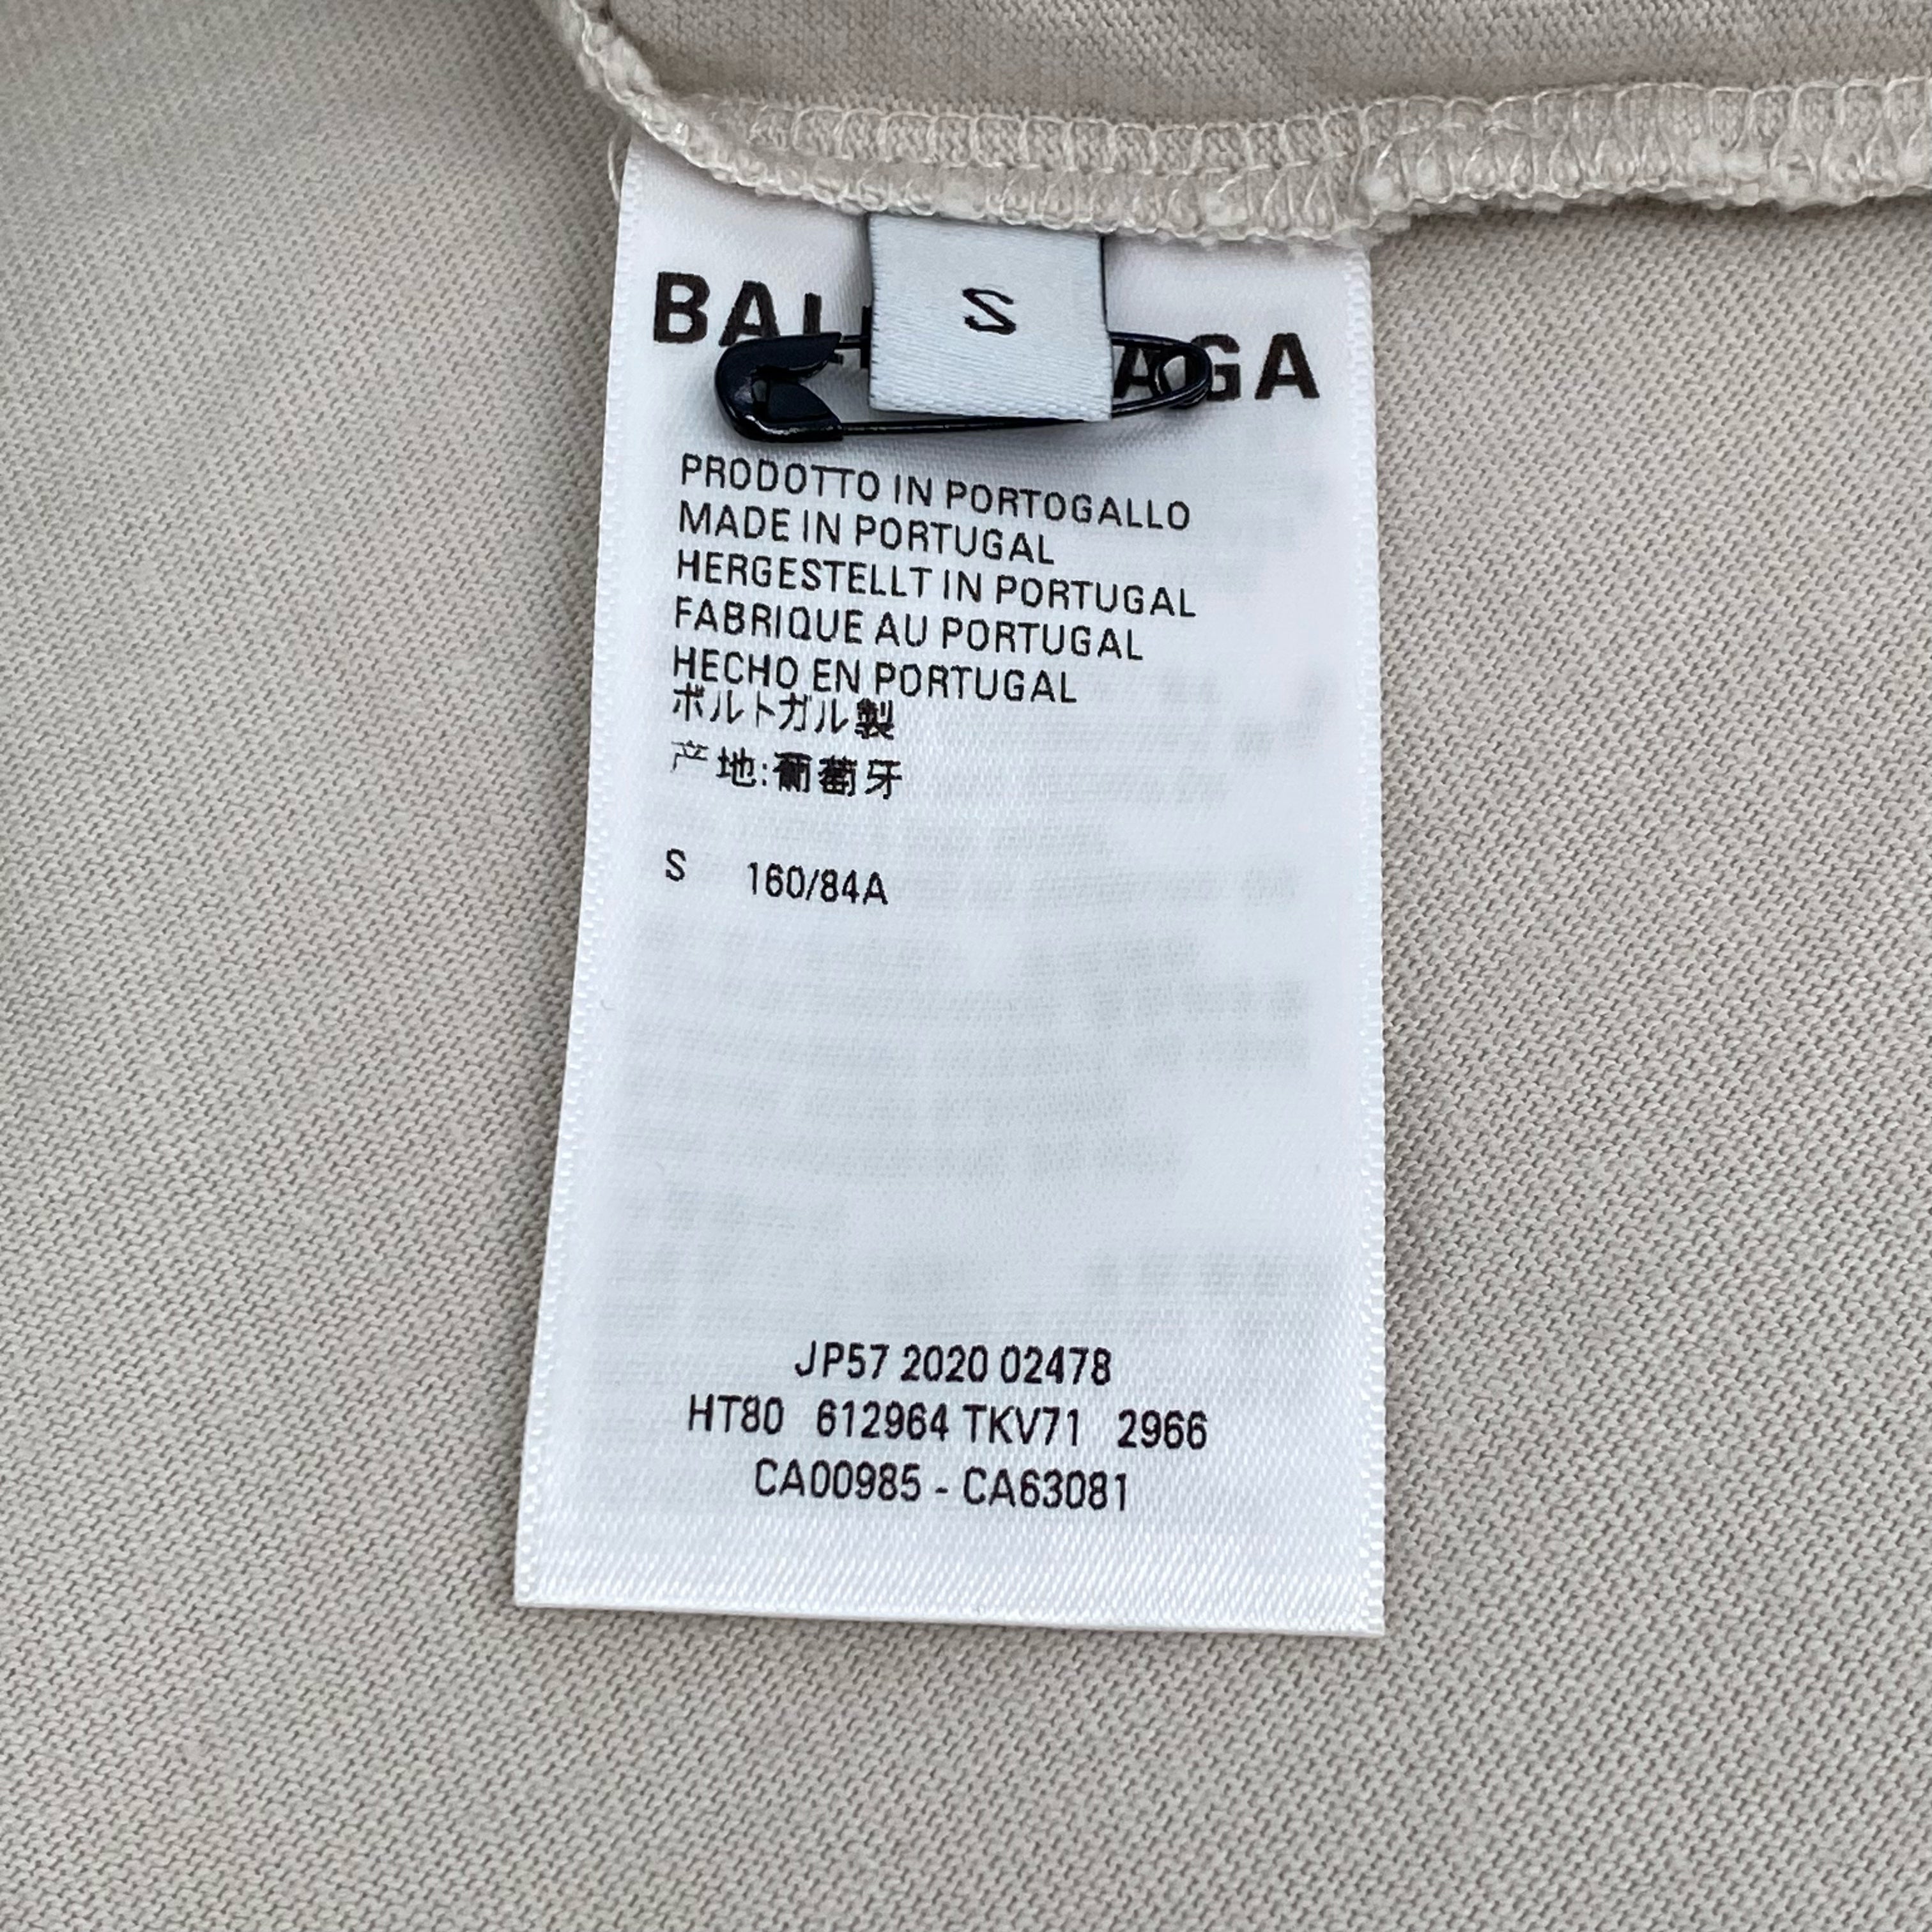 S
PRODOTTO IN PORTOGALLO
MADE IN PORTUGAL
HERGESTELLT IN PORTUGAL
FABRIQUE AU PORTUGAL
HECHO EN PORTUGAL
ポルトガル製
产地:葡萄牙
S 160/84A
JP57 2020 02478
HT80 612964 TKV71 2966
CA00985 - CA63081